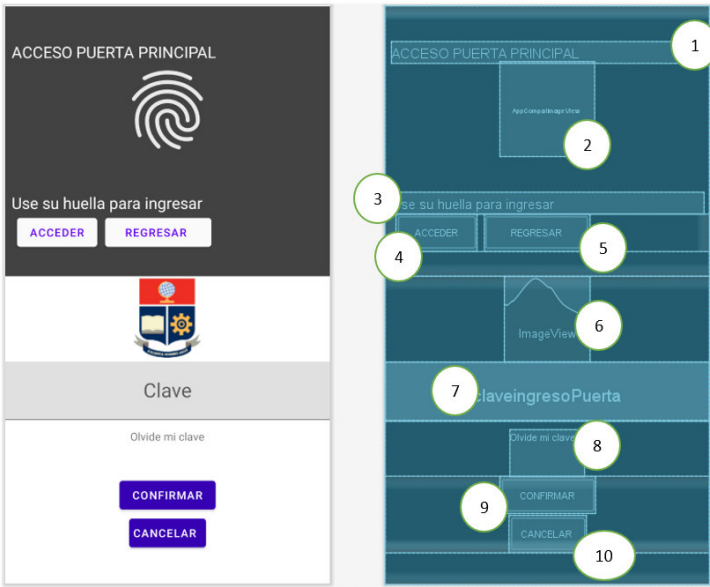 ACCESO PUERTA PRINCIPAL
Use su huella para ingresar
ACCEDER
REGRESAR
Clave
Olvide mi clave
CONFIRMAR
CANCELAR
1
ACCESO PUERTA PRINCIPAL
AppCompatImageView
2
3
se su huella para ingresar
ACCEDER
REGRESAR
4
5
ImageView
6
7
claveingresoPuerta
Olvide mi clave
8
CONFIRMAR
9
CANCELAR
10